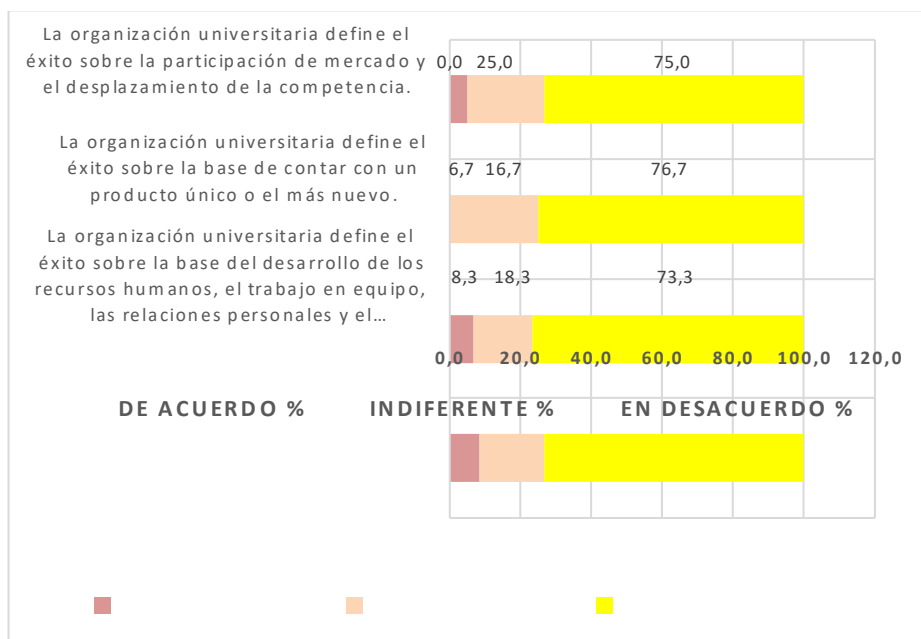 La organización universitaria define el
éxito sobre la participación de mercado y
el desplazamiento de la competencia.
0,0 25,0 75,0
La organización universitaria define el
éxito sobre la base de contar con un
producto único o el más nuevo.
6,7 16,7 76,7
La organización universitaria define el
éxito sobre la base del desarrollo de los
recursos humanos, el trabajo en equipo,
las relaciones personales y el…
8,3 18,3 73,3
0,0 20,0 40,0 60,0 80,0 100,0 120,0
DE ACUERDO % INDIFERENTE % EN DESACUERDO %